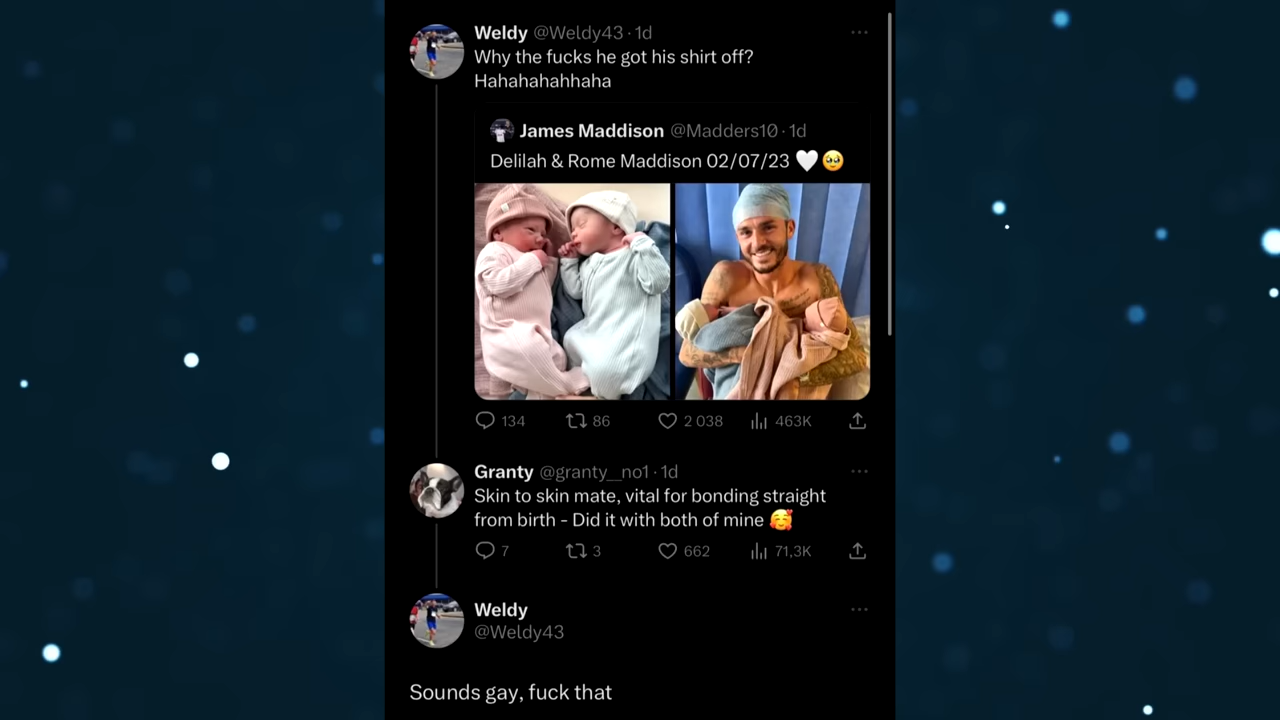 Weldy @Weldy43 · 1d
Why the fucks he got his shirt off?
Hahahahahhaha
James Maddison @Madders10 · 1d
Delilah & Rome Maddison 02/07/23 🤍🥹
134 86 2 038 463K
Granty @granty__no1 · 1d
Skin to skin mate, vital for bonding straight
from birth - Did it with both of mine 🥰
7 3 662 71,3K
Weldy
@Weldy43
Sounds gay, fuck that